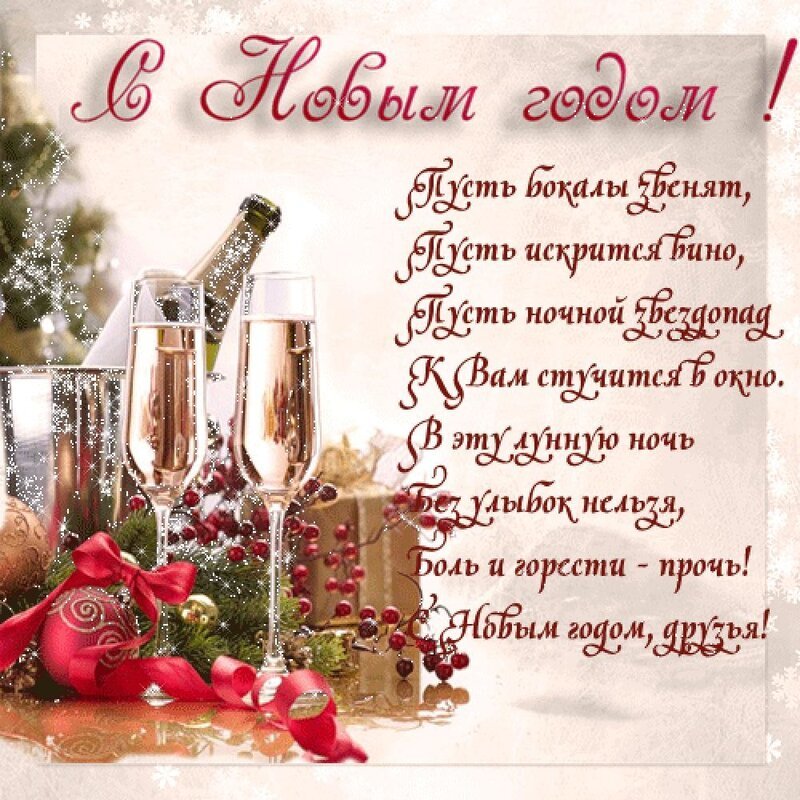 С Новым годом !
Пусть бокалы звенят,
Пусть искрится вино,
Пусть ночной звездопад
К Вам стучится в окно.
В эту лунную ночь
Без улыбок нельзя,
Боль и горести - прочь!
С Новым годом, друзья!